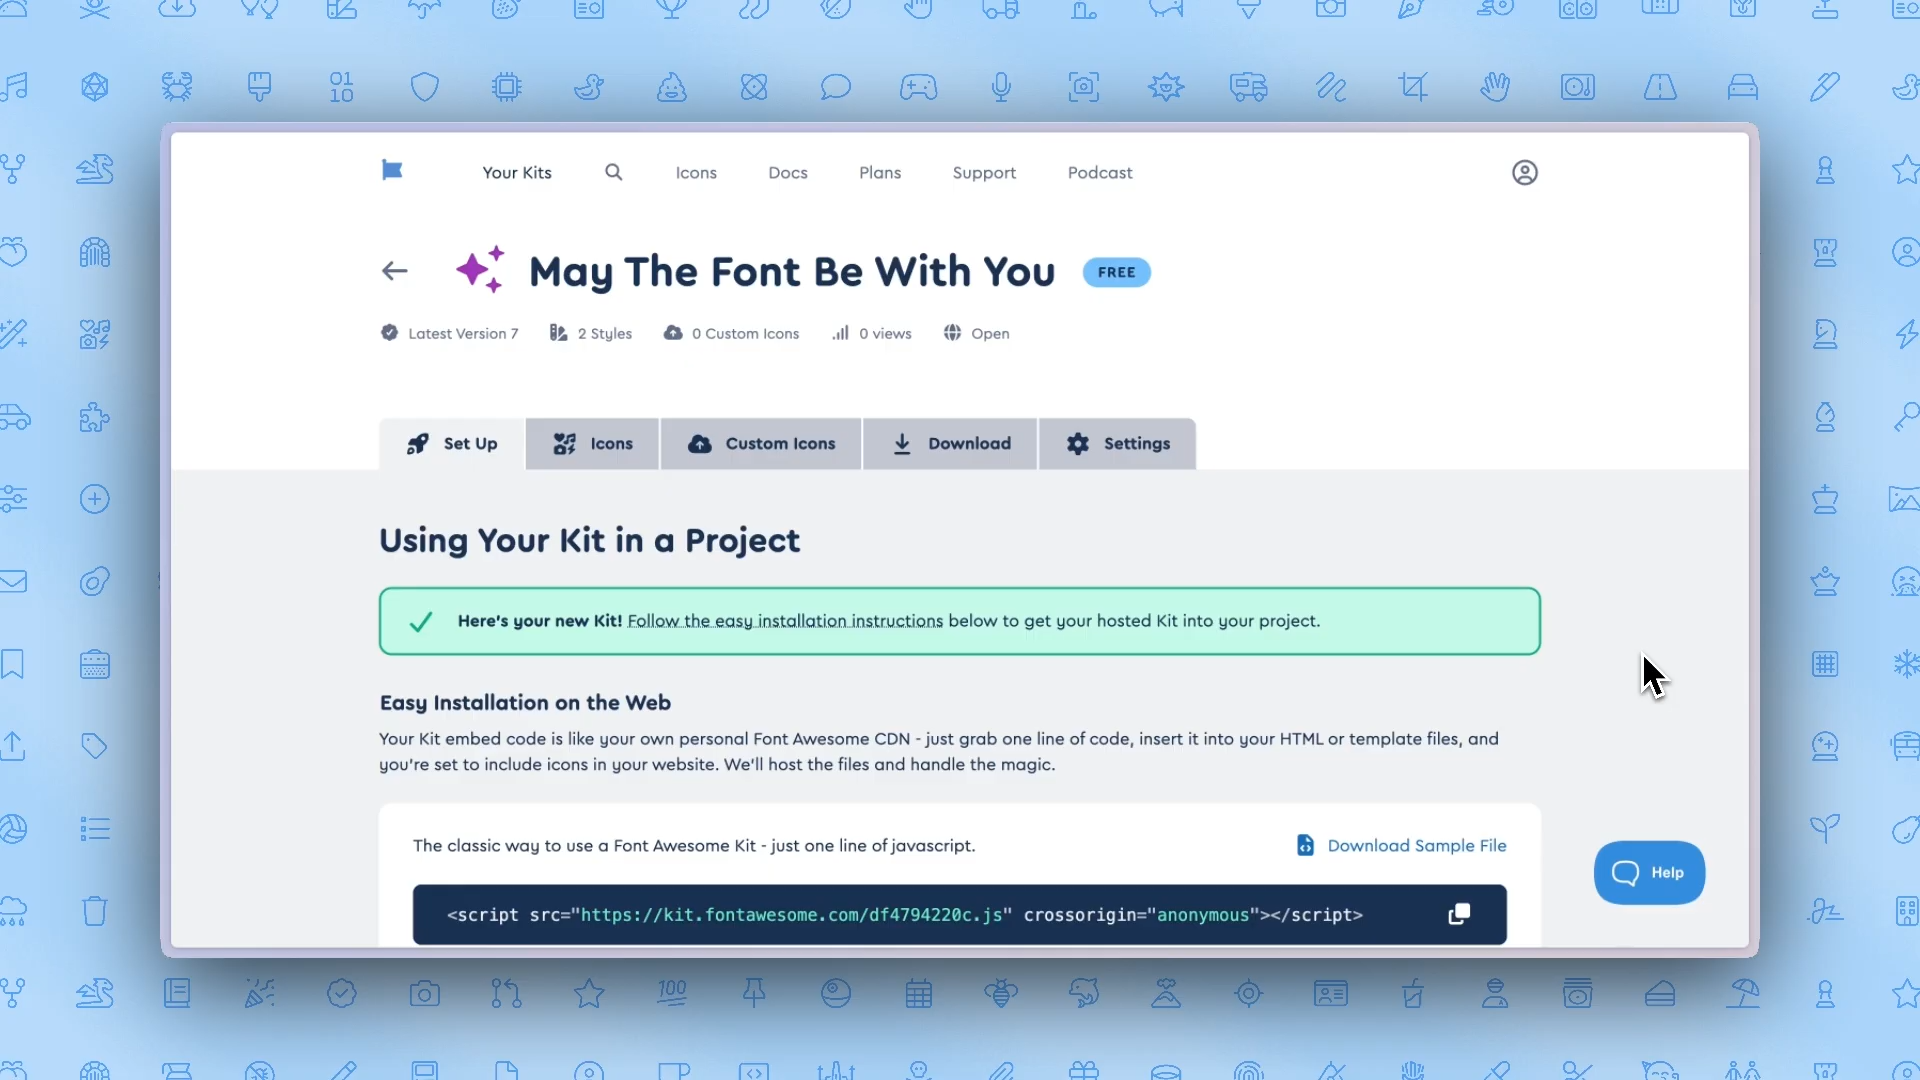 Your Kits
Icons
Docs
Plans
Support
Podcast
May The Font Be With You
FREE
Latest Version 7
2 Styles
0 Custom Icons
0 views
Open
Set Up
Icons
Custom Icons
Download
Settings
Using Your Kit in a Project
Here's your new Kit! Follow the easy installation instructions below to get your hosted Kit into your project.
Easy Installation on the Web
Your Kit embed code is like your own personal Font Awesome CDN - just grab one line of code, insert it into your HTML or template files, and
you're set to include icons in your website. We'll host the files and handle the magic.
The classic way to use a Font Awesome Kit - just one line of javascript.
Download Sample File
<script src="https://kit.fontawesome.com/df4794220c.js" crossorigin="anonymous"></script>
Help
01
10
100